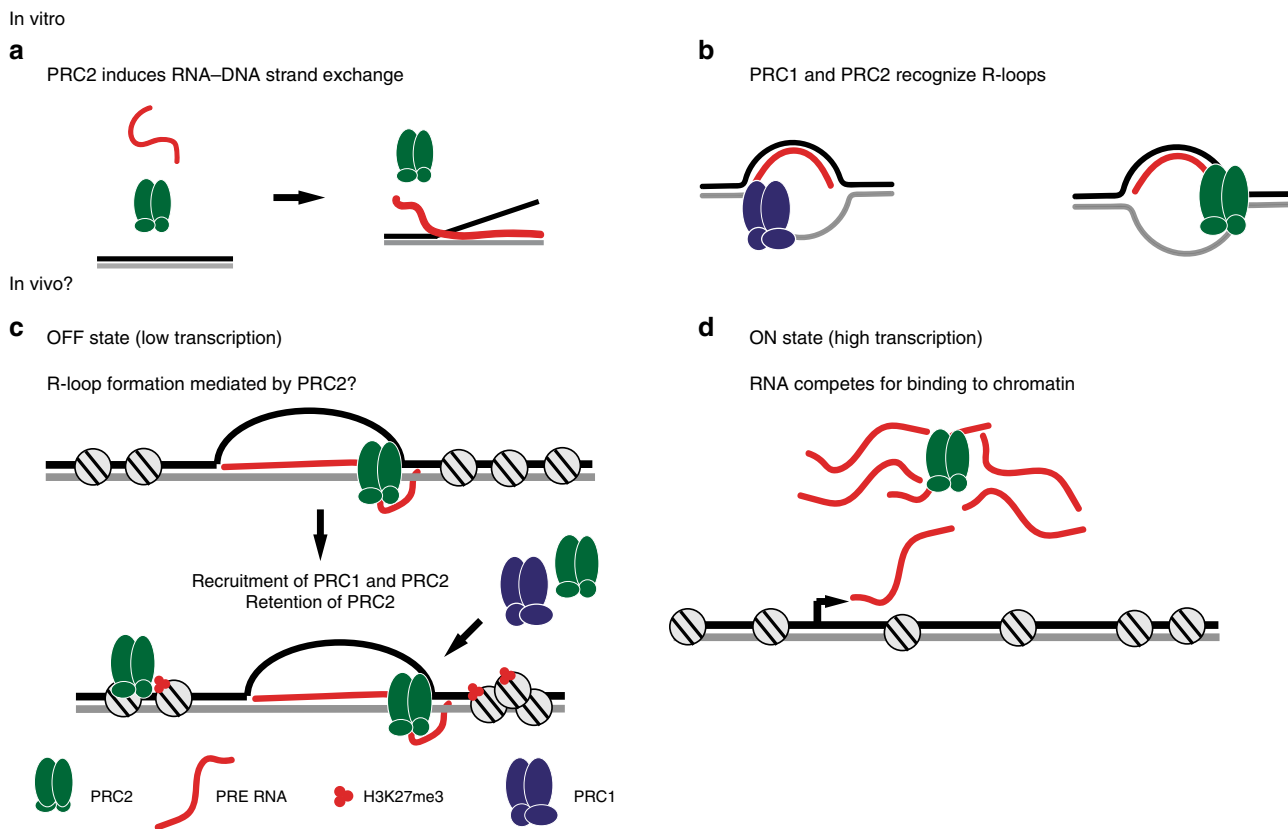 In vitro
a
PRC2 induces RNA–DNA strand exchange
b
PRC1 and PRC2 recognize R-loops
In vivo?
c
OFF state (low transcription)
R-loop formation mediated by PRC2?
Recruitment of PRC1 and PRC2
Retention of PRC2
d
ON state (high transcription)
RNA competes for binding to chromatin
PRC2
PRE RNA
H3K27me3
PRC1